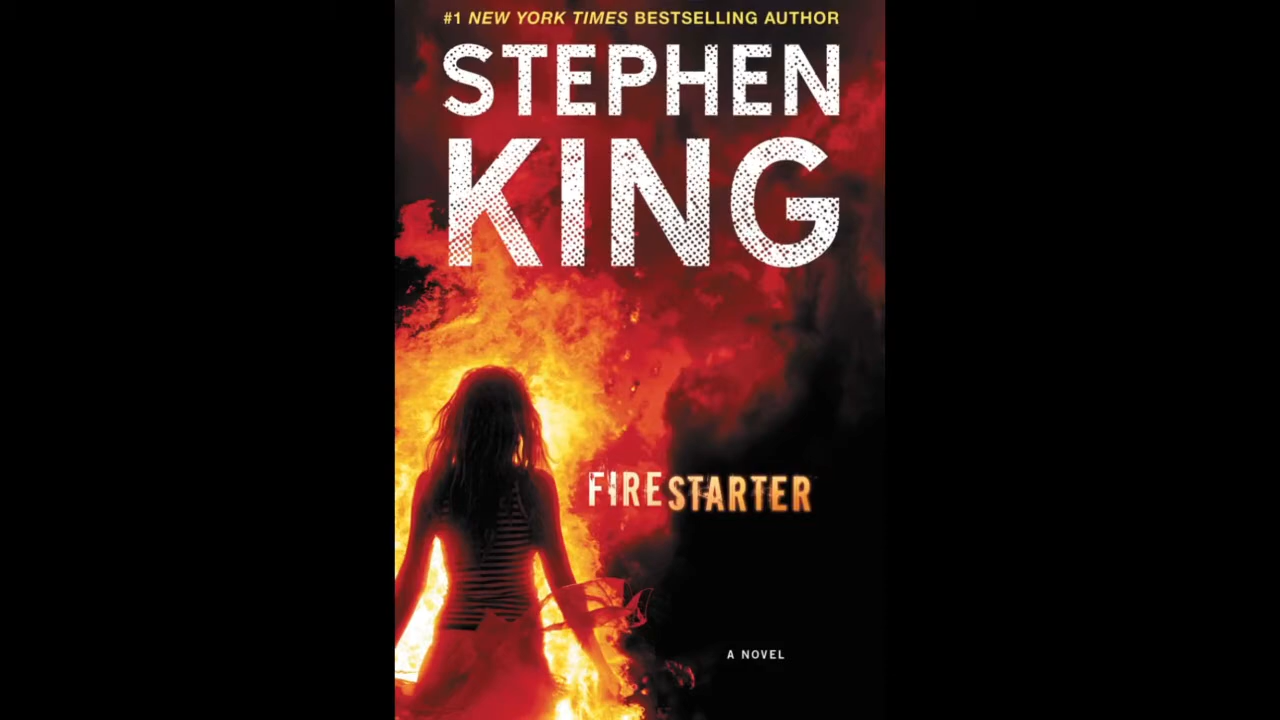 #1 NEW YORK TIMES BESTSELLING AUTHOR
STEPHEN
KING
FIRESTARTER
A NOVEL